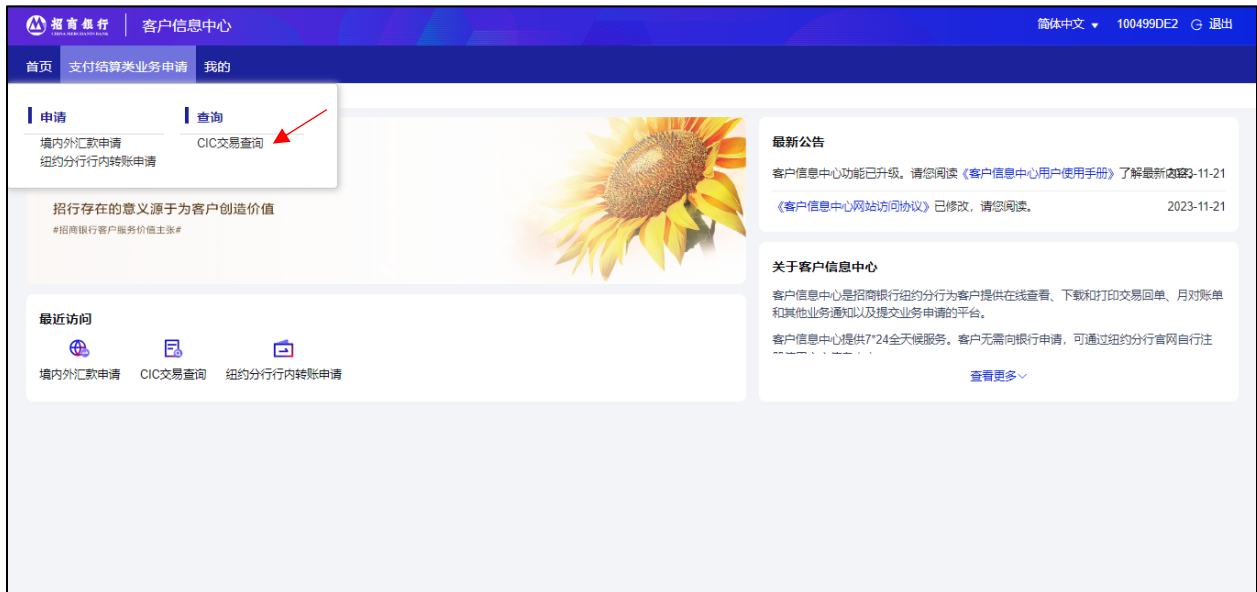 招商银行
CHINA MERCHANTS BANK
客户信息中心
简体中文
100499DE2
退出
首页
支付结算类业务申请
我的
申请
境内外汇款申请
纽约分行行内转账申请
查询
CIC交易查询
招行存在的意义源于为客户创造价值
#招商银行客户服务价值主张#
最近访问
境内外汇款申请
CIC交易查询
纽约分行行内转账申请
最新公告
客户信息中心功能已升级。请您阅读《客户信息中心用户使用手册》了解最新内容。
2023-11-21
《客户信息中心网站访问协议》已修改，请您阅读。
2023-11-21
关于客户信息中心
客户信息中心是招商银行纽约分行为客户提供在线查看、下载和打印交易回单、月对账单
和其他业务通知以及提交业务申请的平台。
客户信息中心提供7*24全天候服务。客户无需向银行申请，可通过纽约分行官网自行注
查看更多